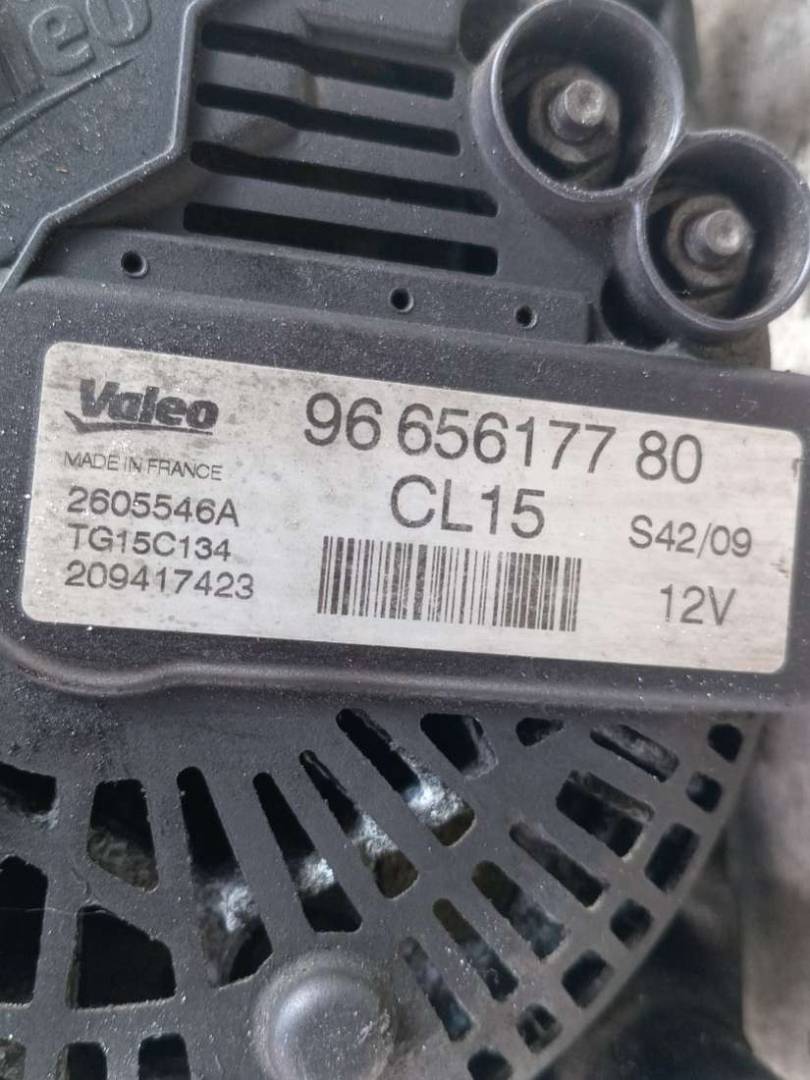 Valeo
96 656177 80
MADE IN FRANCE
CL15
2605546A
S42/09
TG15C134
209417423
12V